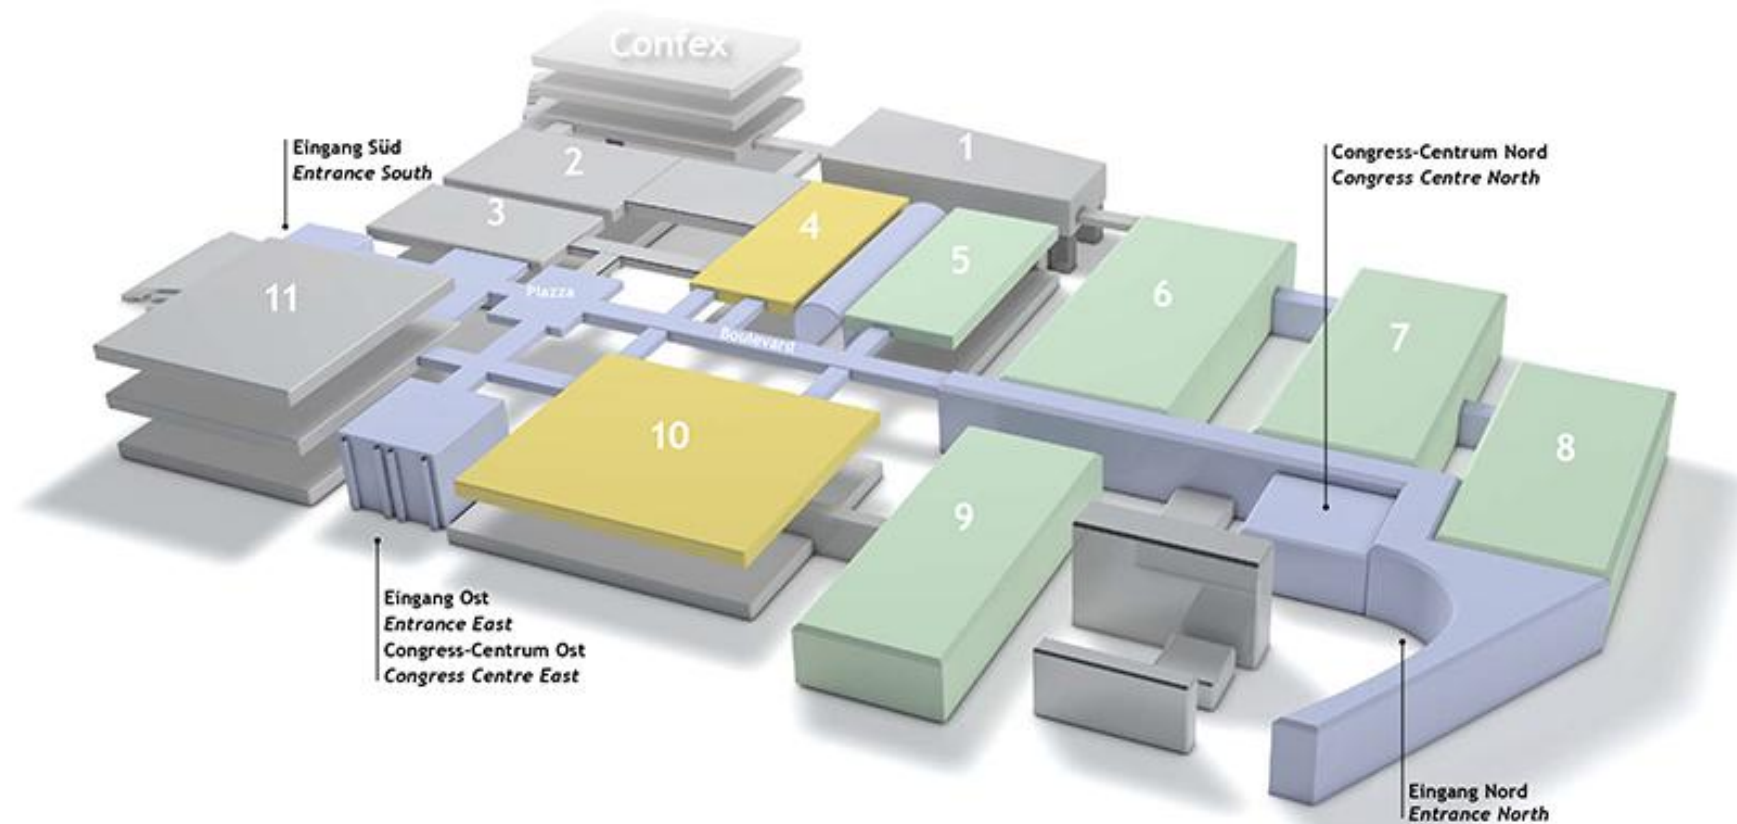 Confex
1
2
3
4
5
6
7
8
9
10
11
Eingang Süd
Entrance South
Piazza
Boulevard
Congress-Centrum Nord
Congress Centre North
Eingang Ost
Entrance East
Congress-Centrum Ost
Congress Centre East
Eingang Nord
Entrance North